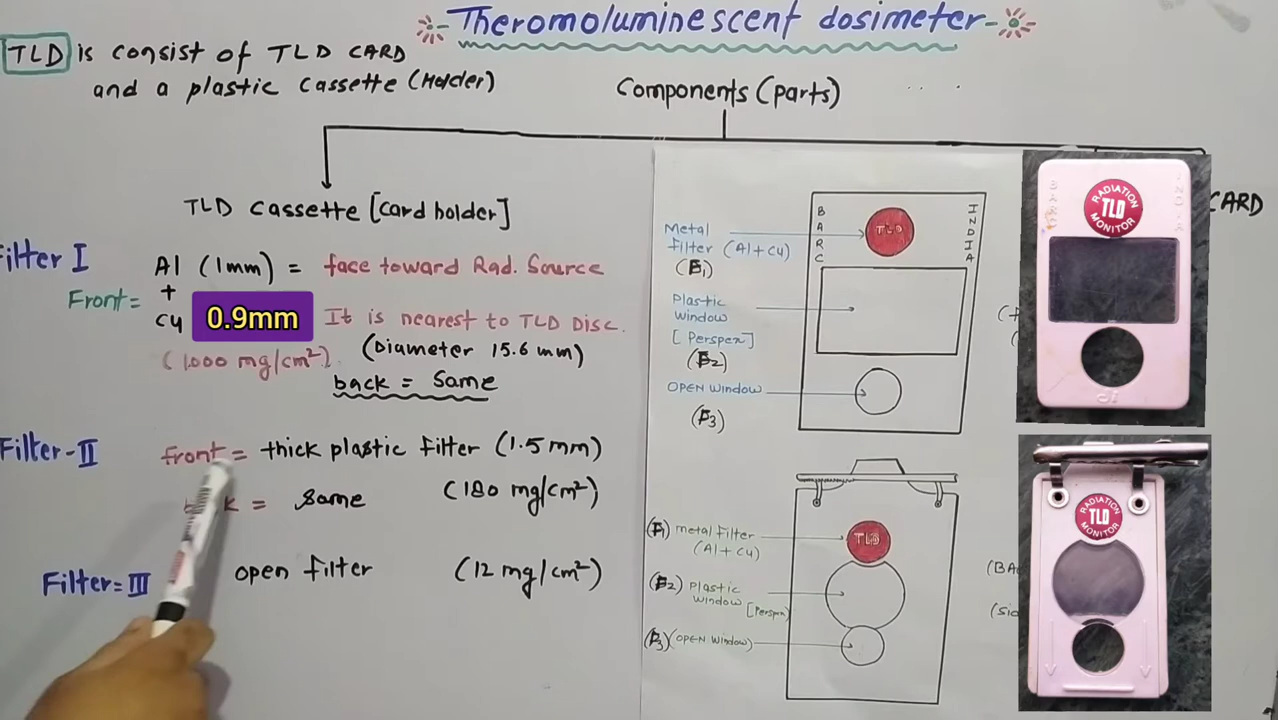 Theromoluminescent dosimeter
TLD is consist of TLD CARD
and a plastic cassette (Holder)
Components (Parts)
TLD Cassette [card holder]
CARD
Filter I
Al (1mm) = face toward Rad. Source
Front =
+
Cu 0.9mm It is nearest to TLD Disc.
(1000 mg/cm²). (Diameter 15.6 mm)
back = Same
Filter-II front = thick plastic filter (1.5 mm)
= Same (180 mg/cm²)
Filter=III open filter (12 mg/cm²)
BARC
INDIA
TLD
Metal
Filter (Al+Cu)
(F1)
Plastic
window
[Perspex]
(F2)
OPEN WINDOW
(F3)
(F1) metal filter
(Al+Cu)
TLD
(F2) Plastic
window [Perspex]
(F3) (OPEN WINDOW)
RADIATION
TLD
MONITOR
RADIATION
TLD
MONITOR